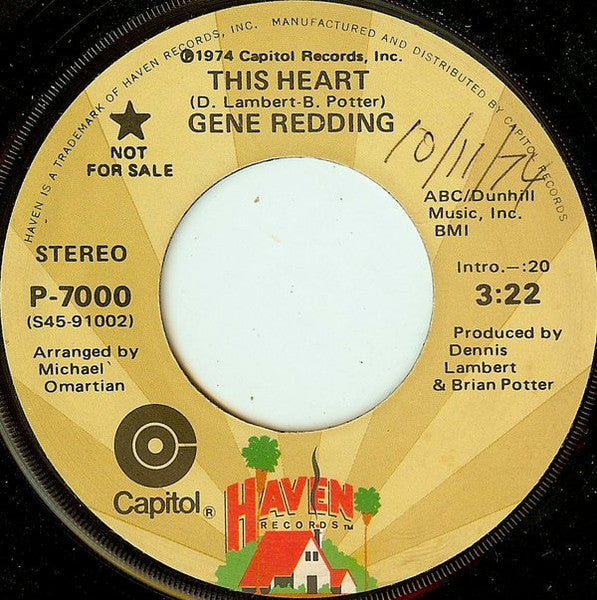 HAVEN IS A TRADEMARK OF HAVEN RECORDS, INC. MANUFACTURED AND DISTRIBUTED BY CAPITOL RECORDS
℗1974 Capitol Records, Inc.
THIS HEART
(D. Lambert-B. Potter)
GENE REDDING
10/11/74
★
NOT
FOR SALE
ABC/Dunhill
Music, Inc.
BMI
STEREO
P-7000
(S45-91002)
Intro.—:20
3:22
Arranged by
Michael
Omartian
Produced by
Dennis
Lambert
& Brian Potter
Capitol®
HAVEN
RECORDS™